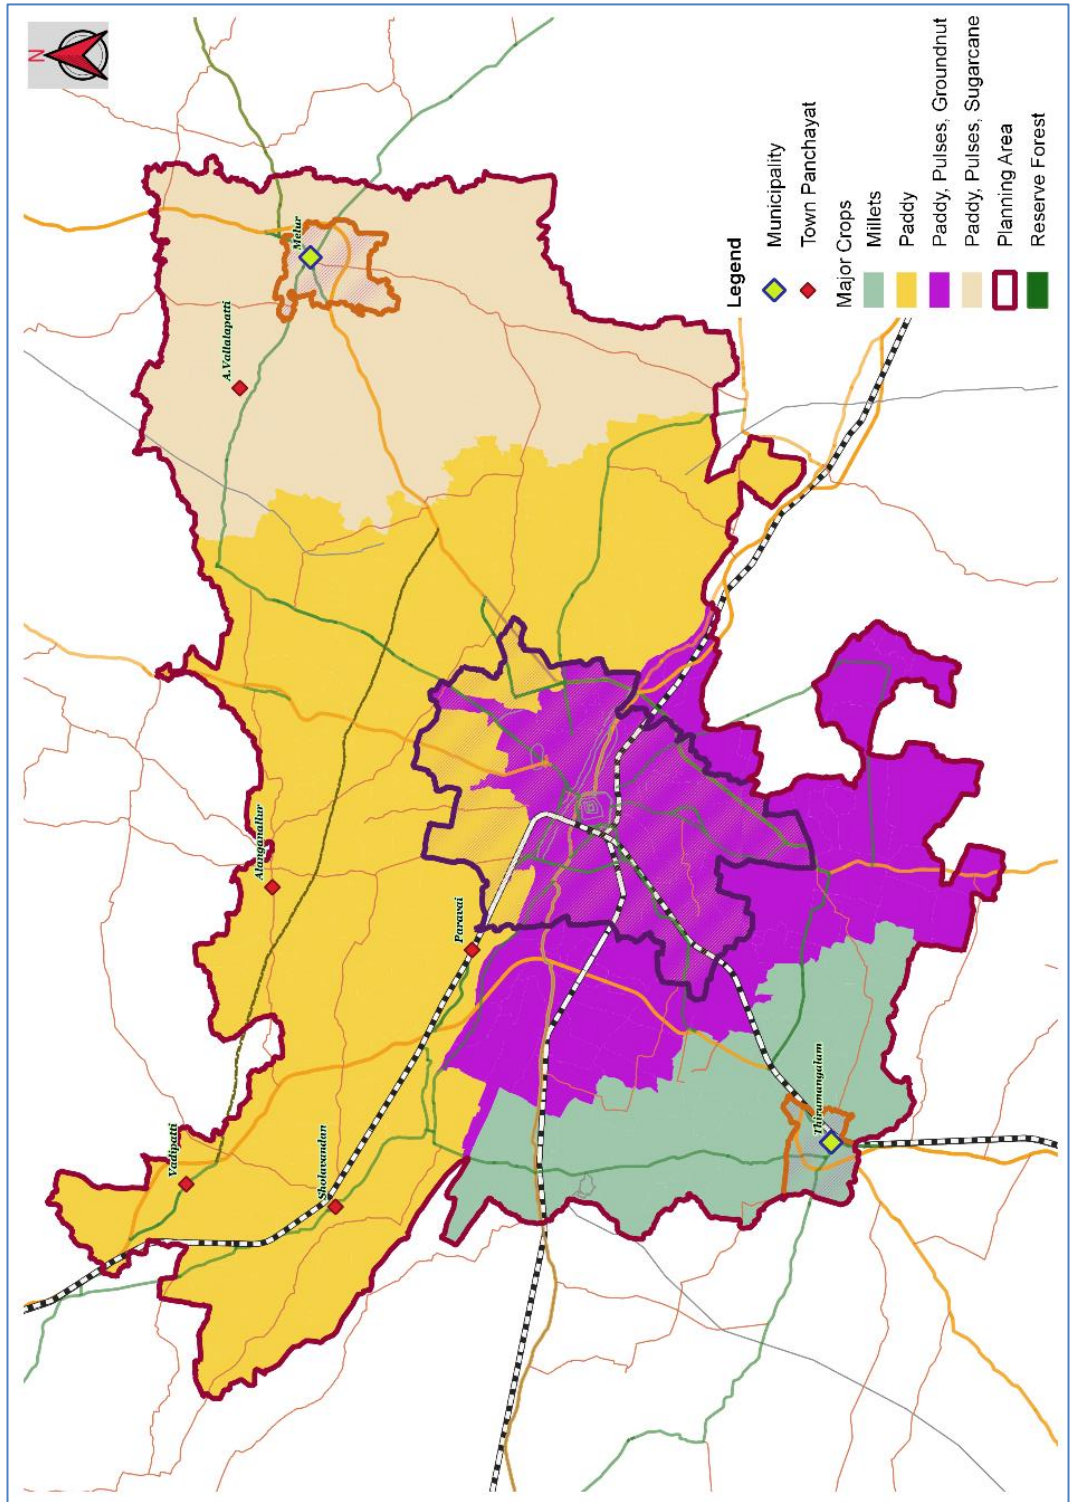 N
Melur
A.Vallalapatti
Alanganallur
Paravai
Vadipatti
Sholavandan
Thirumangalam
Legend
Municipality
Town Panchayat
Major Crops
Millets
Paddy
Paddy, Pulses, Groundnut
Paddy, Pulses, Sugarcane
Planning Area
Reserve Forest